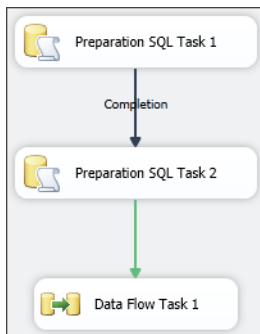 Preparation SQL Task 1
Completion
Preparation SQL Task 2
Data Flow Task 1